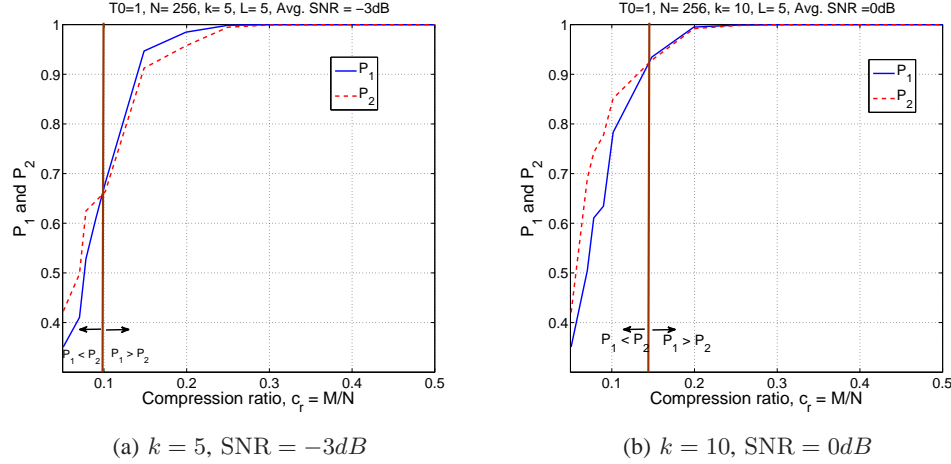 T0=1, N= 256, k= 5, L= 5, Avg. SNR = −3dB
1
0.9
0.8
0.7
0.6
0.5
0.4
P1 and P2
P1
P2
P1 < P2
P1 > P2
0.1
0.2
0.3
0.4
0.5
Compression ratio, cr = M/N
(a) k = 5, SNR = −3dB
T0=1, N= 256, k= 10, L= 5, Avg. SNR =0dB
1
0.9
0.8
0.7
0.6
0.5
0.4
P1 and P2
P1
P2
P1 < P2
P1 > P2
0.1
0.2
0.3
0.4
0.5
Compression ratio, cr = M/N
(b) k = 10, SNR = 0dB